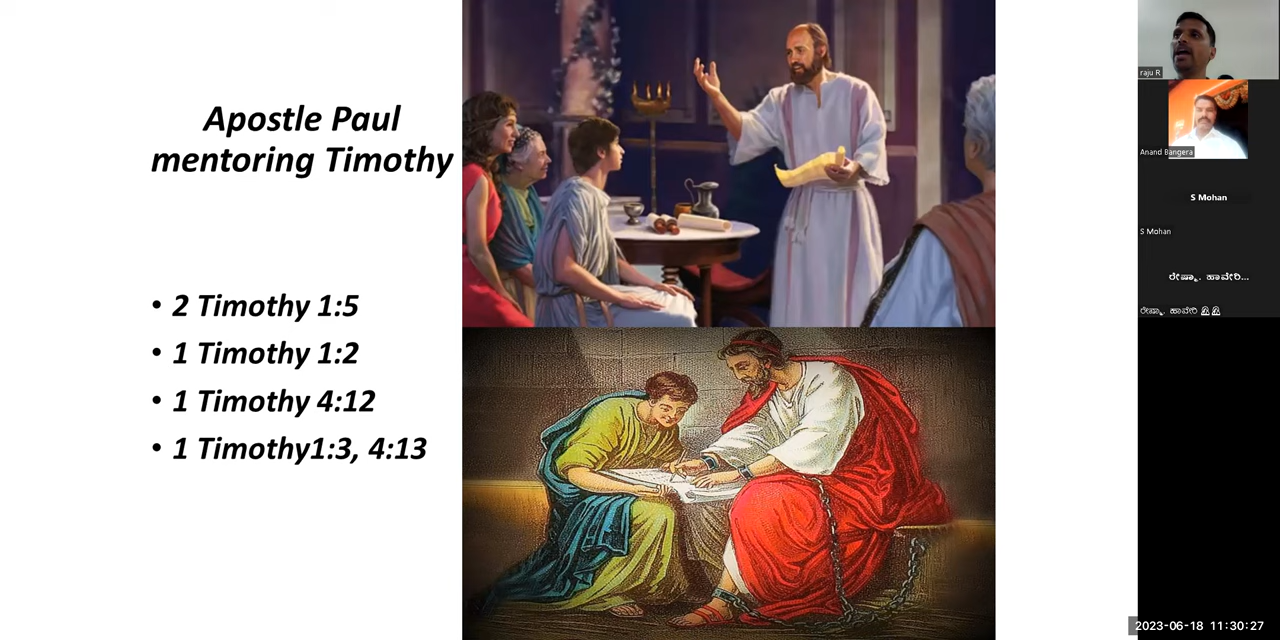 Apostle Paul
mentoring Timothy
• 2 Timothy 1:5
• 1 Timothy 1:2
• 1 Timothy 4:12
• 1 Timothy1:3, 4:13
raju R
Anand Bangera
S Mohan
S Mohan
ರೇಷ್ಮಾ. ಹಾವೇರಿ...
ರೇಷ್ಮಾ. ಹಾವೇರಿ
2023-06-18 11:30:27